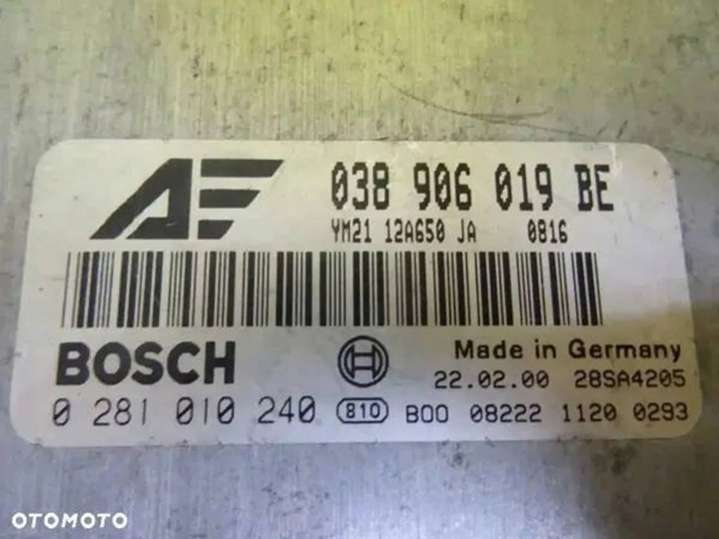 AF 038 906 019 BE
YM21 12A650 JA 0816
BOSCH Made in Germany
22.02.00 28SA4205
0 281 010 240 810 B00 08222 1120 0293
OTOMOTO